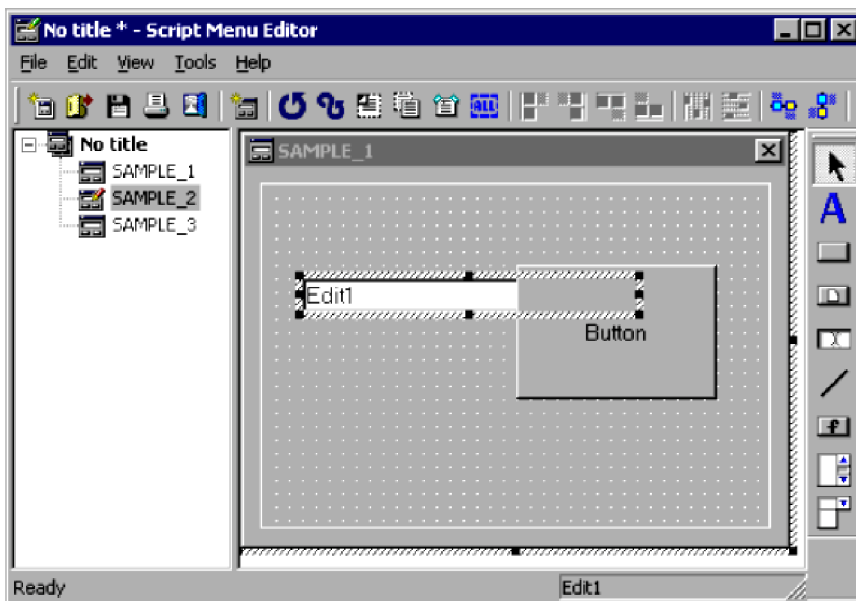 No title * - Script Menu Editor
File Edit View Tools Help
ALL
No title
SAMPLE_1
SAMPLE_2
SAMPLE_3
SAMPLE_1
A
f
Edit1
Button
Ready
Edit1